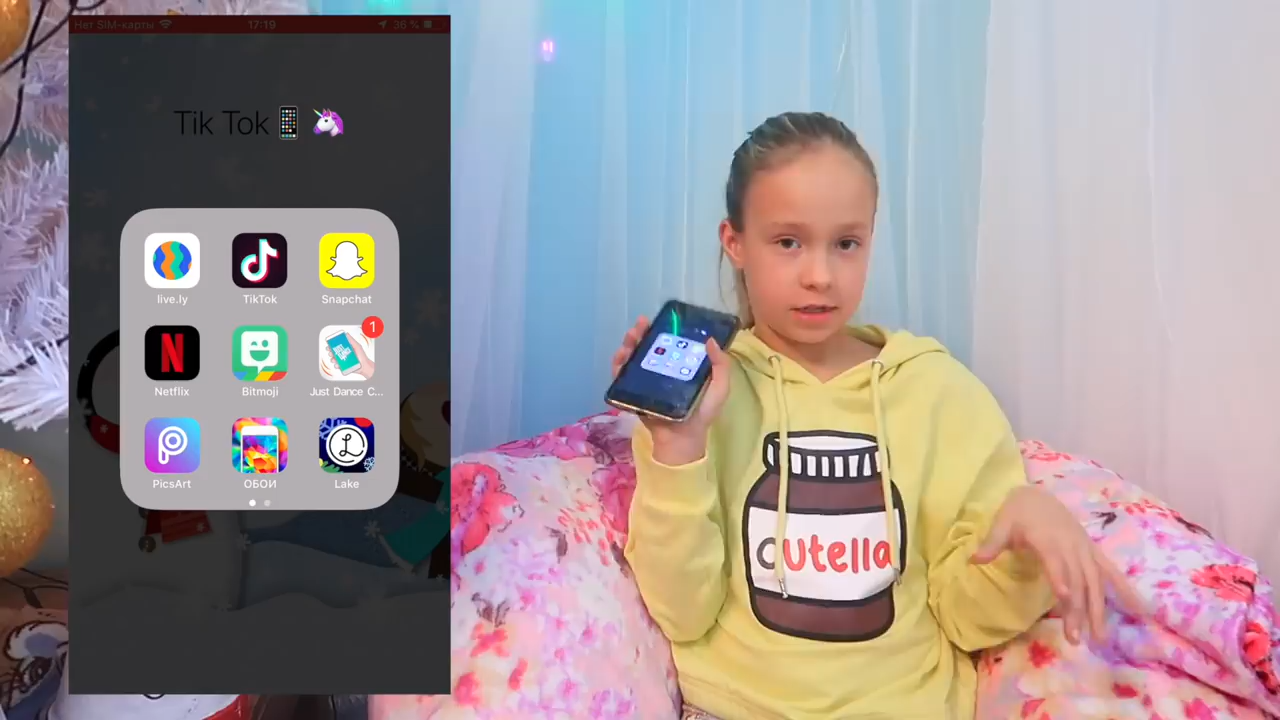 Нет SIM-карты 17:19 36 %
Tik Tok📱 🦄
live.ly TikTok Snapchat
1
Netflix Bitmoji Just Dance C...
PicsArt ОБОИ Lake
CUtella